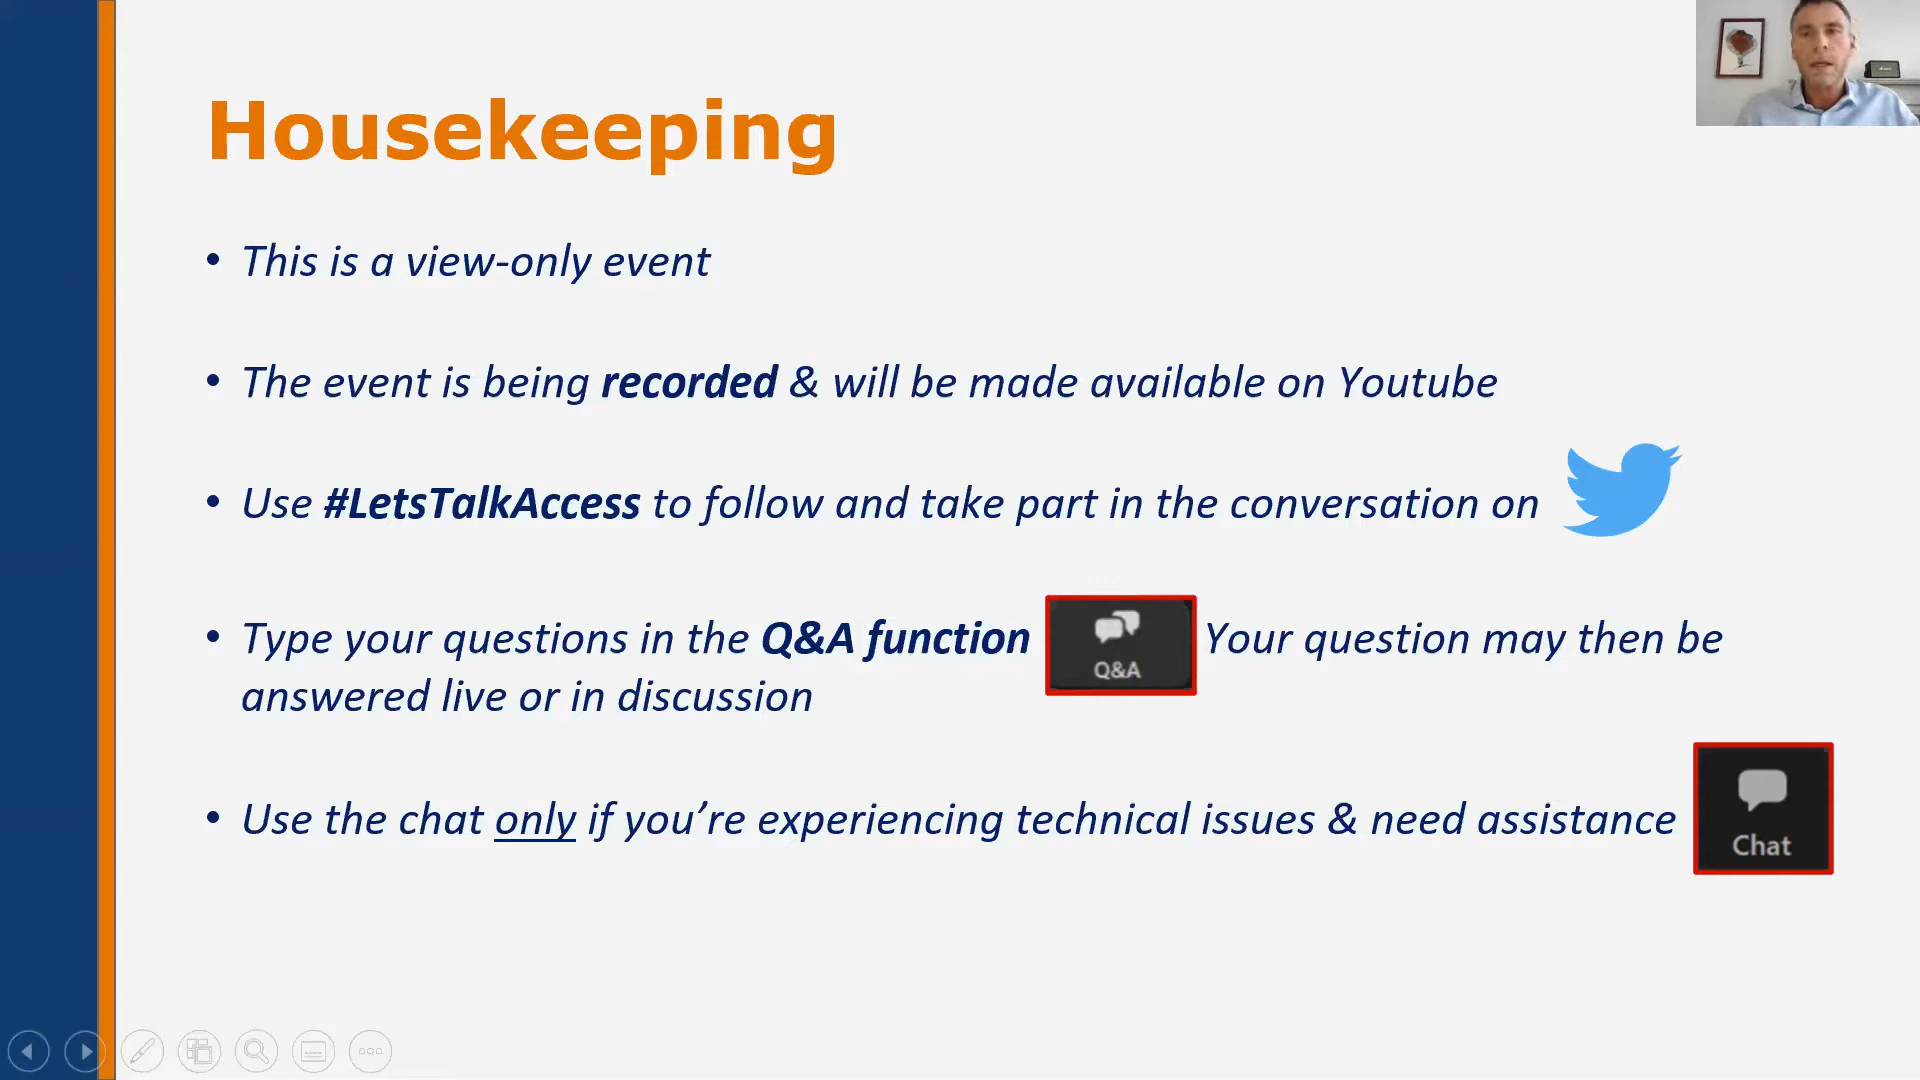 Housekeeping
• This is a view-only event
• The event is being recorded & will be made available on Youtube
• Use #LetsTalkAccess to follow and take part in the conversation on
• Type your questions in the Q&A function Q&A Your question may then be
answered live or in discussion
• Use the chat only if you’re experiencing technical issues & need assistance
Chat